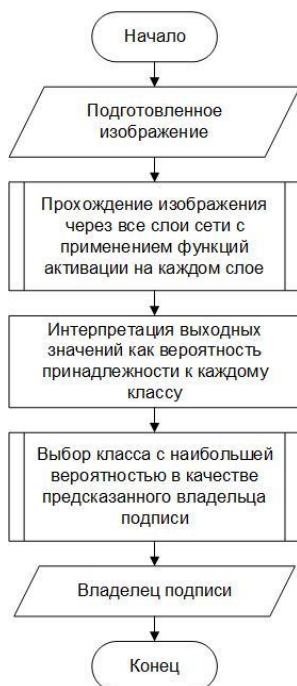 Начало
Подготовленное
изображение
Прохождение изображения
через все слои сети с
применением функций
активации на каждом слое
Интерпретация выходных
значений как вероятность
принадлежности к каждому
классу
Выбор класса с наибольшей
вероятностью в качестве
предсказанного владельца
подписи
Владелец подписи
Конец